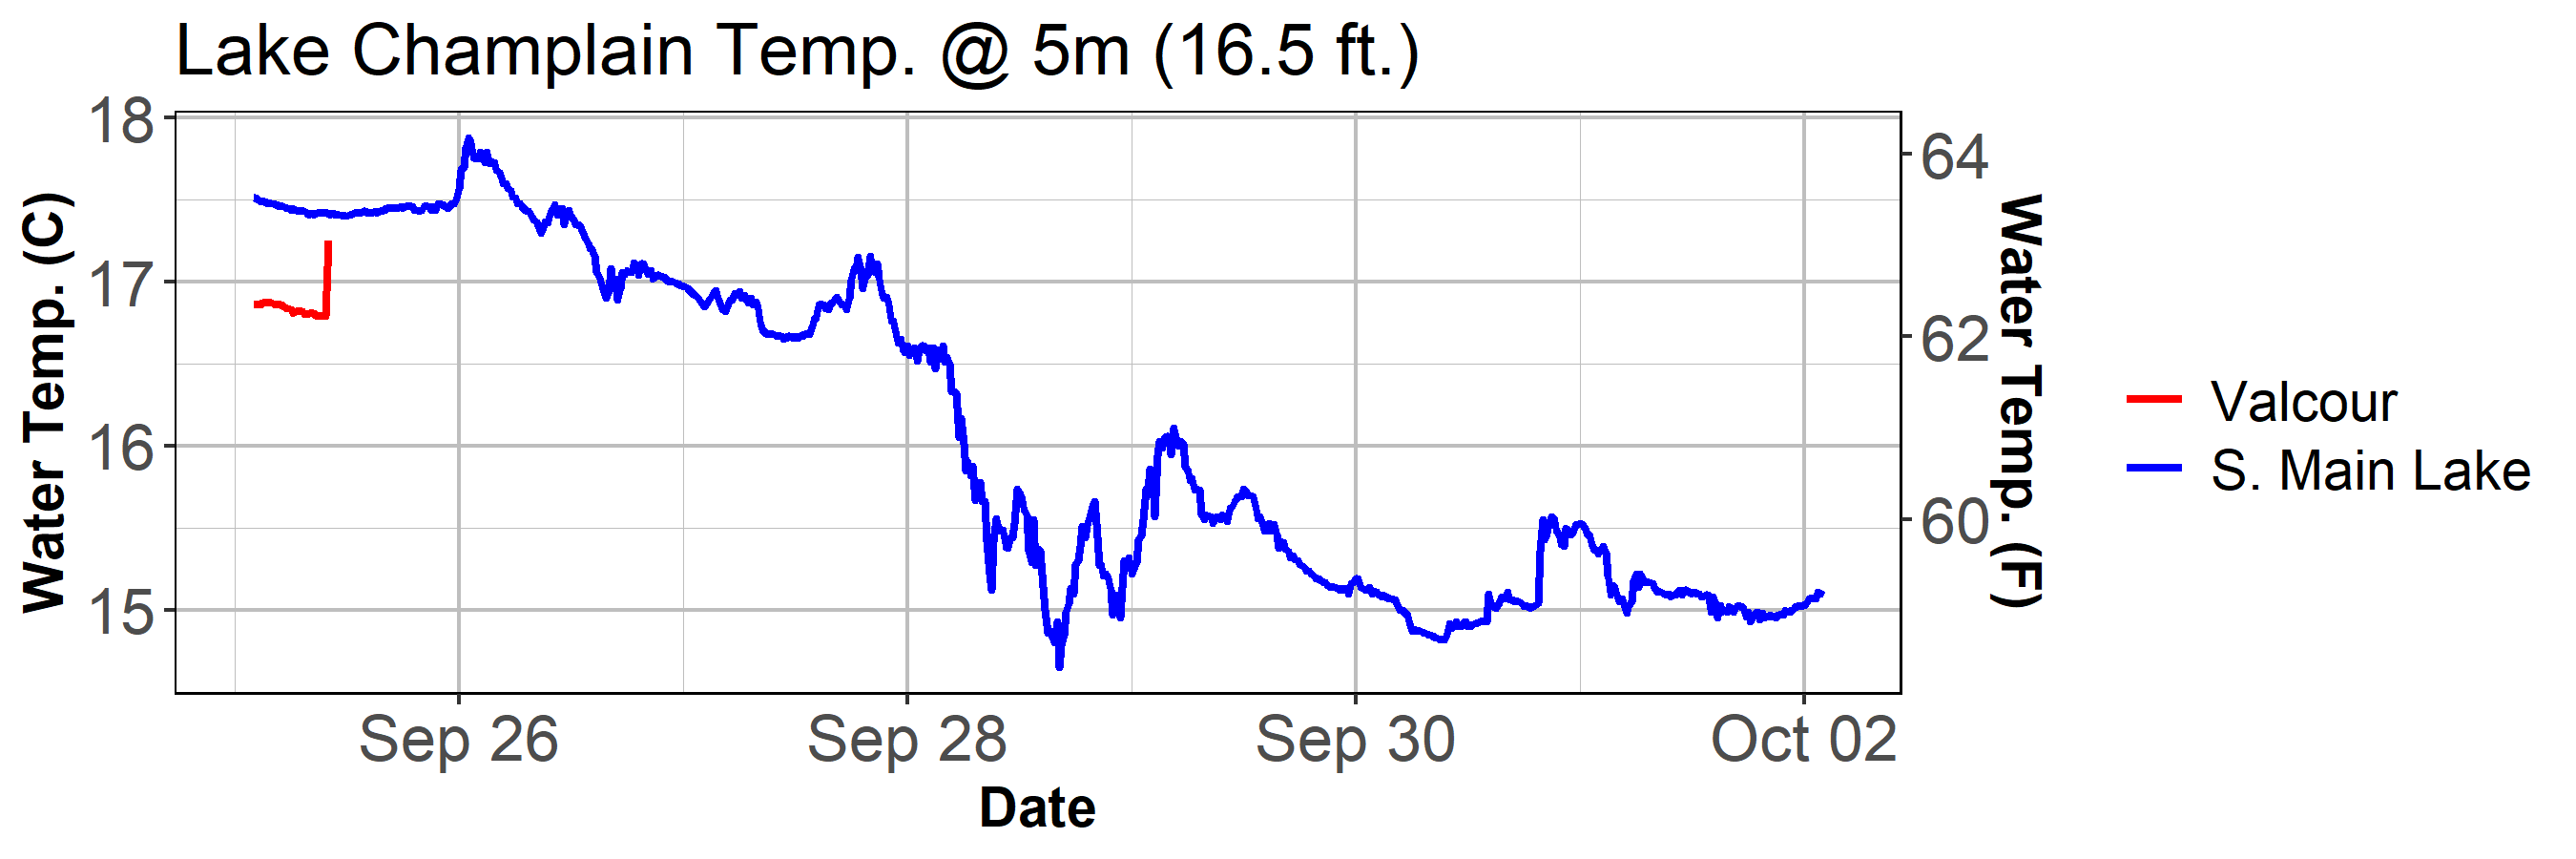 Lake Champlain Temp. @ 5m (16.5 ft.)
Water Temp. (C)
18
17
16
15
64
62
60
Water Temp. (F)
Sep 26
Sep 28
Sep 30
Oct 02
Date
Valcour
S. Main Lake